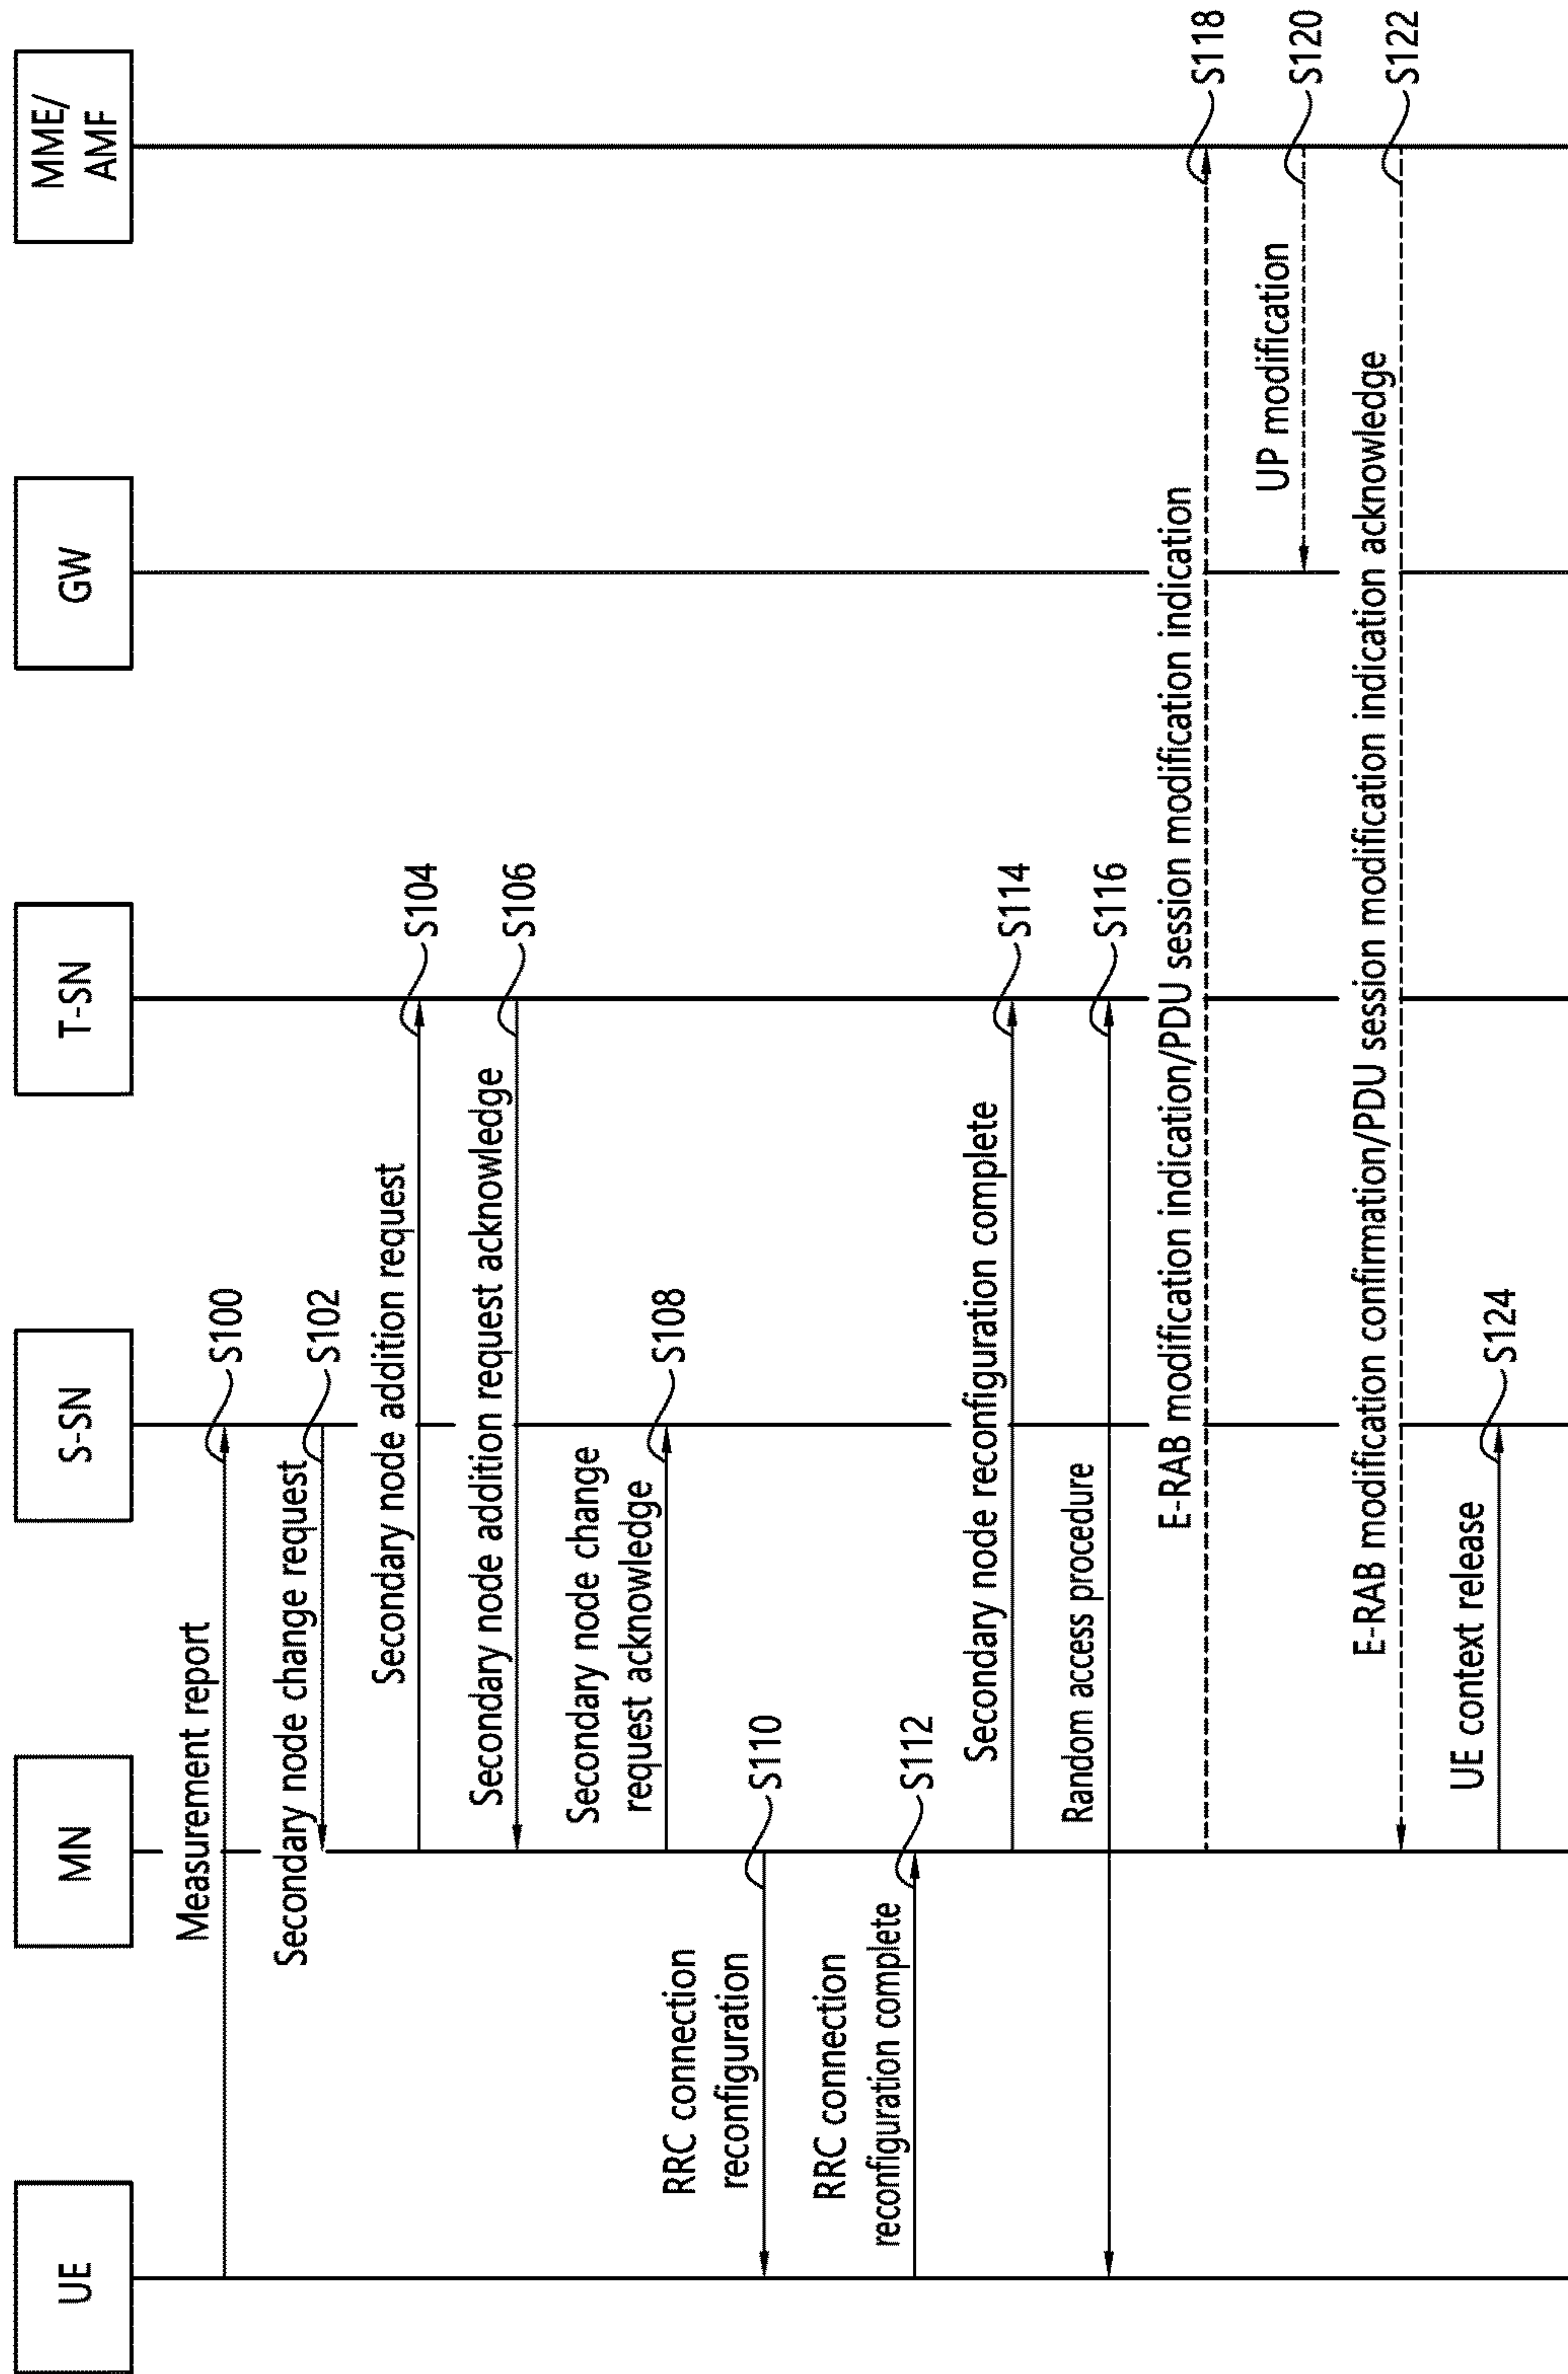 UE
MN
S-SN
T-SN
GW
MME/
AMF
Measurement report
S100
Secondary node change request
S102
Secondary node addition request
S104
Secondary node addition request acknowledge
S106
Secondary node change
request acknowledge
S108
RRC connection
reconfiguration
S110
RRC connection
reconfiguration complete
S112
Secondary node reconfiguration complete
S114
Random access procedure
S116
E-RAB modification indication/PDU session modification indication
S118
UP modification
S120
E-RAB modification confirmation/PDU session modification indication acknowledge
S122
UE context release
S124